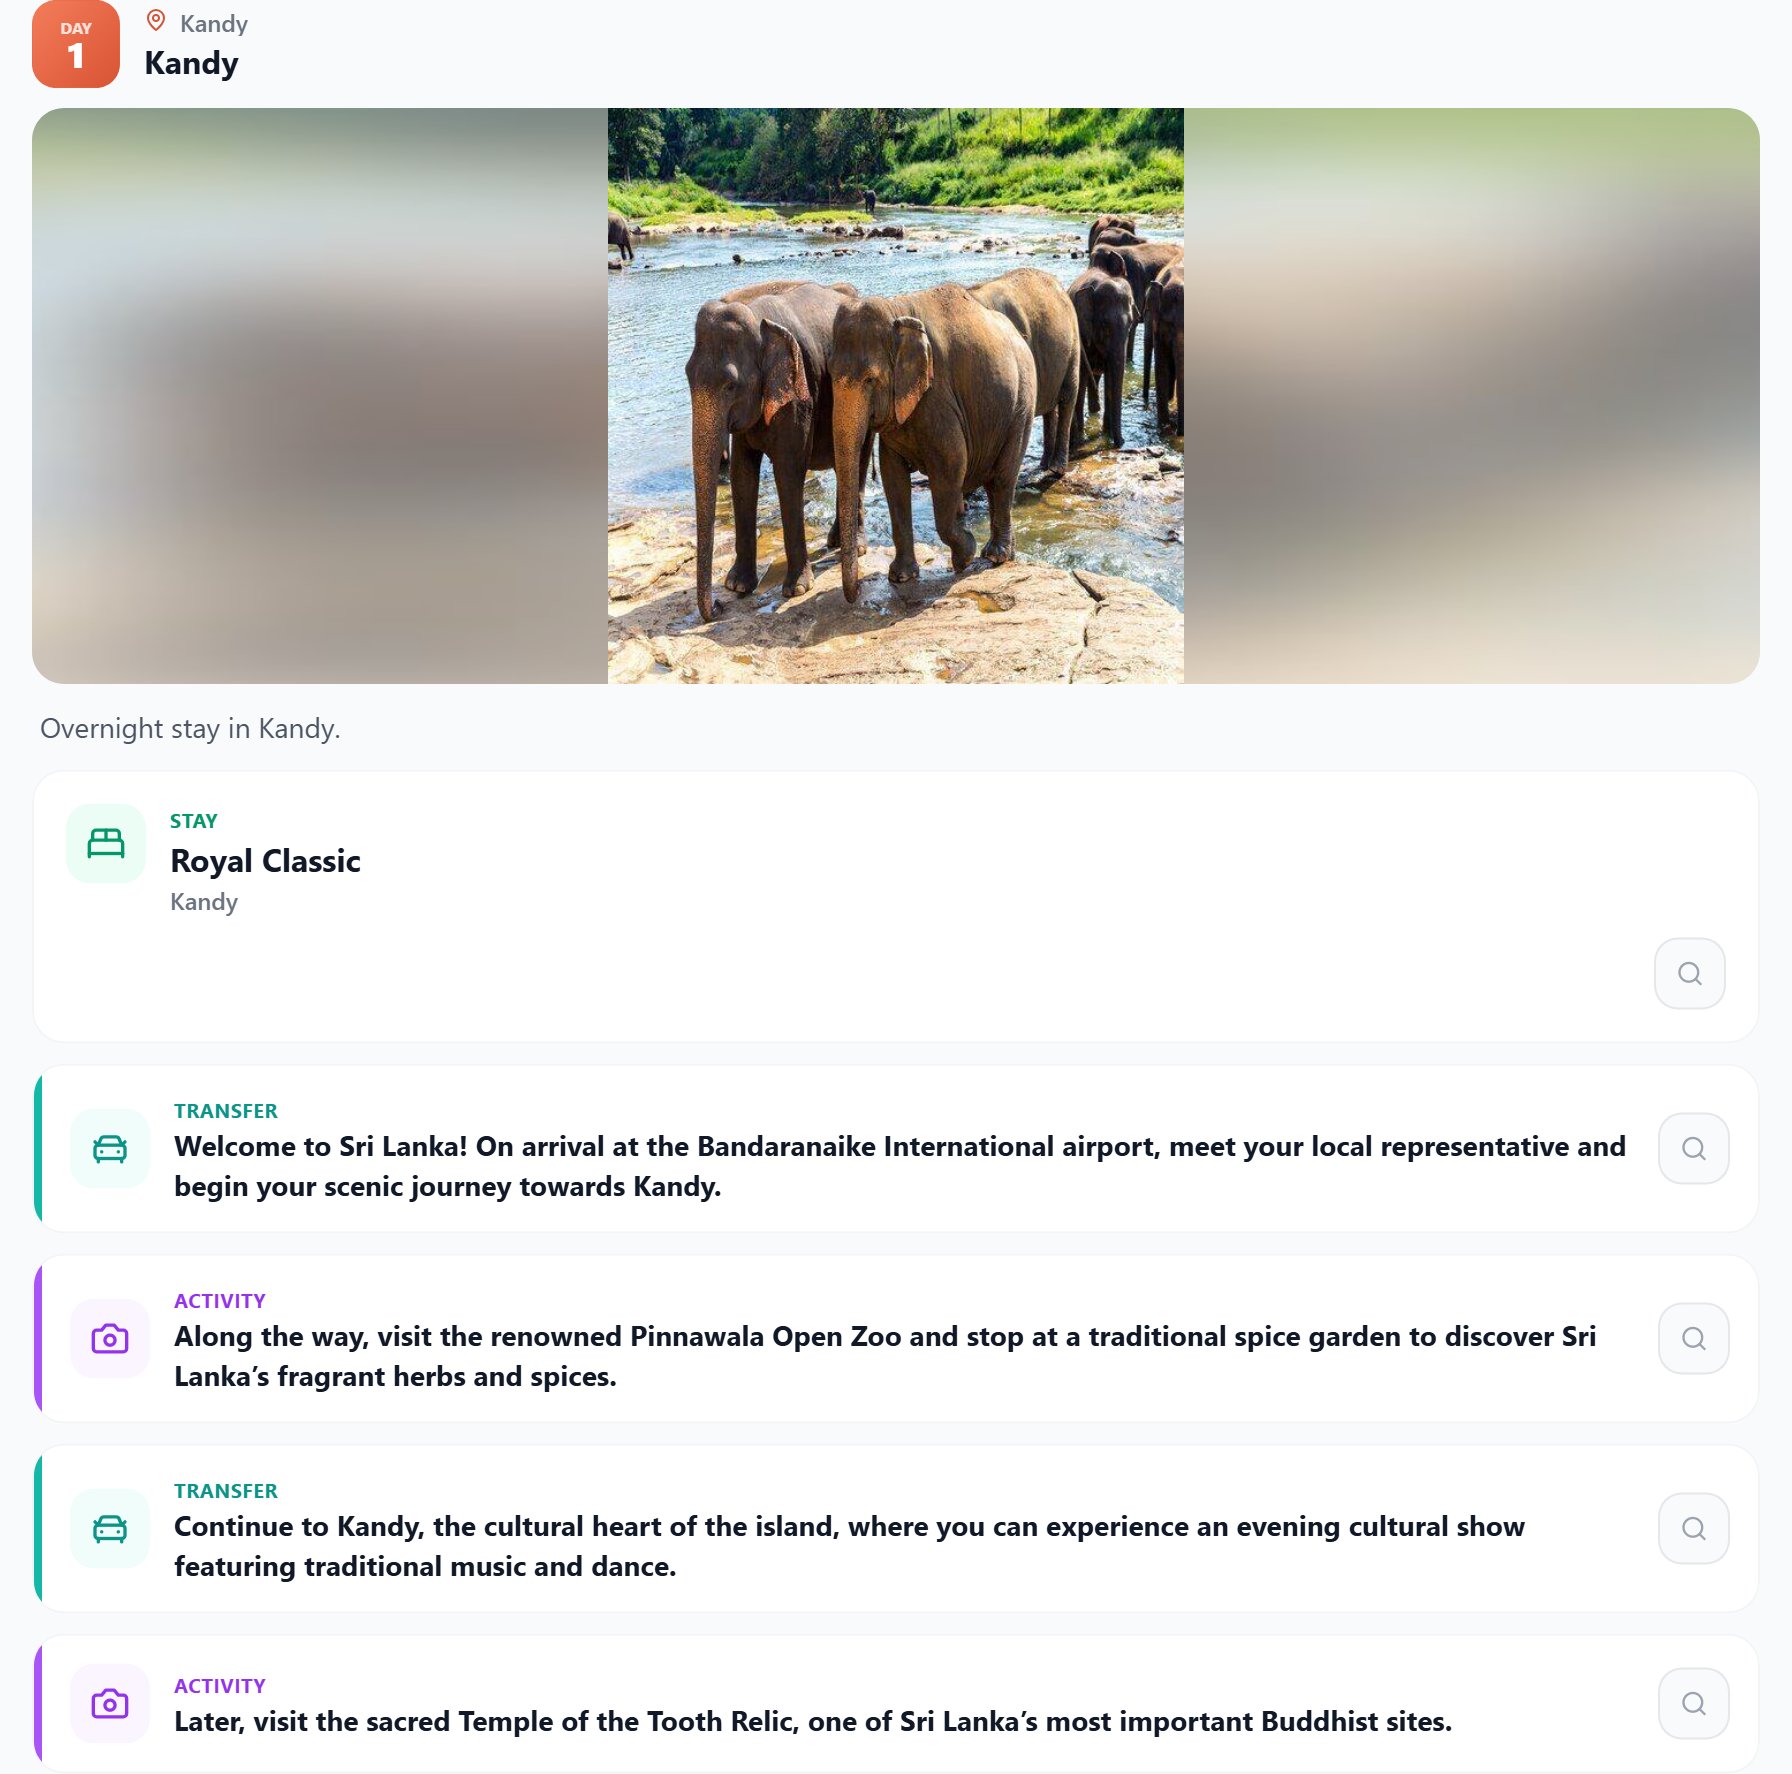 DAY
1
Kandy
Kandy
Overnight stay in Kandy.
STAY
Royal Classic
Kandy
TRANSFER
Welcome to Sri Lanka! On arrival at the Bandaranaike International airport, meet your local representative and
begin your scenic journey towards Kandy.
ACTIVITY
Along the way, visit the renowned Pinnawala Open Zoo and stop at a traditional spice garden to discover Sri
Lanka’s fragrant herbs and spices.
TRANSFER
Continue to Kandy, the cultural heart of the island, where you can experience an evening cultural show
featuring traditional music and dance.
ACTIVITY
Later, visit the sacred Temple of the Tooth Relic, one of Sri Lanka’s most important Buddhist sites.